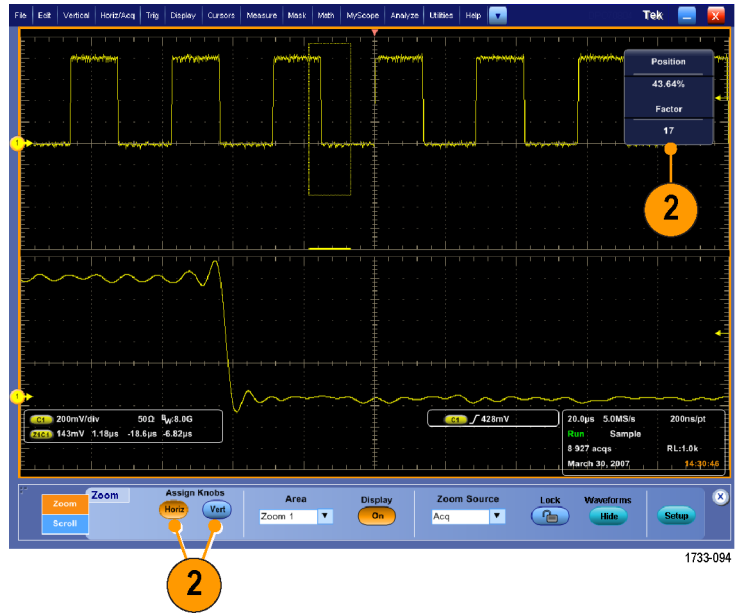 File Edit Vertical Horiz/Acq Trig Display Cursors Measure Mask Math MyScope Analyze Utilities Help Tek X
Position
43.64%
Factor
17
1
2
1
C1 200mV/div 50Ω BW:8.0G
Z1C1 143mV 1.18µs -18.6µs -6.82µs
C1 428mV
20.0µs 5.0MS/s 200ns/pt
Run Sample
8 927 acqs RL:1.0k
March 30, 2007 14:30:46
Zoom
Scroll
Zoom
Assign Knobs
Horiz Vert
Area
Zoom 1
Display
On
Zoom Source
Acq
Lock
Waveforms
Hide
Setup
X
2
1733-094